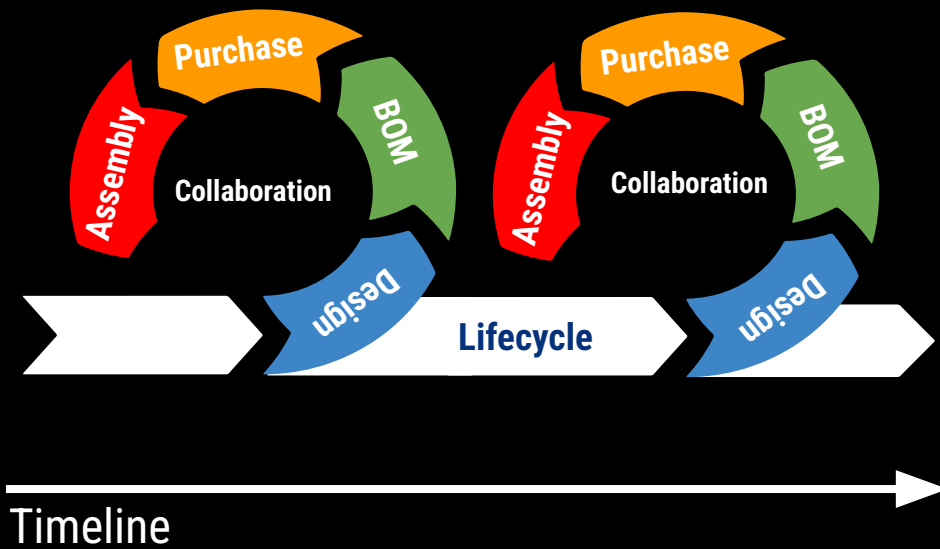 Purchase
BOM
Assembly
Collaboration
Design
Purchase
BOM
Assembly
Collaboration
Design
Lifecycle
Timeline